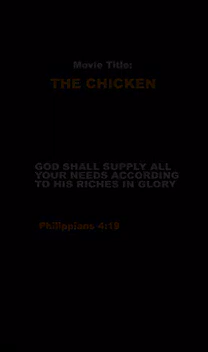 Movie Title:
THE CHICKEN
GOD SHALL SUPPLY ALL
YOUR NEEDS ACCORDING
TO HIS RICHES IN GLORY
Philippians 4:19